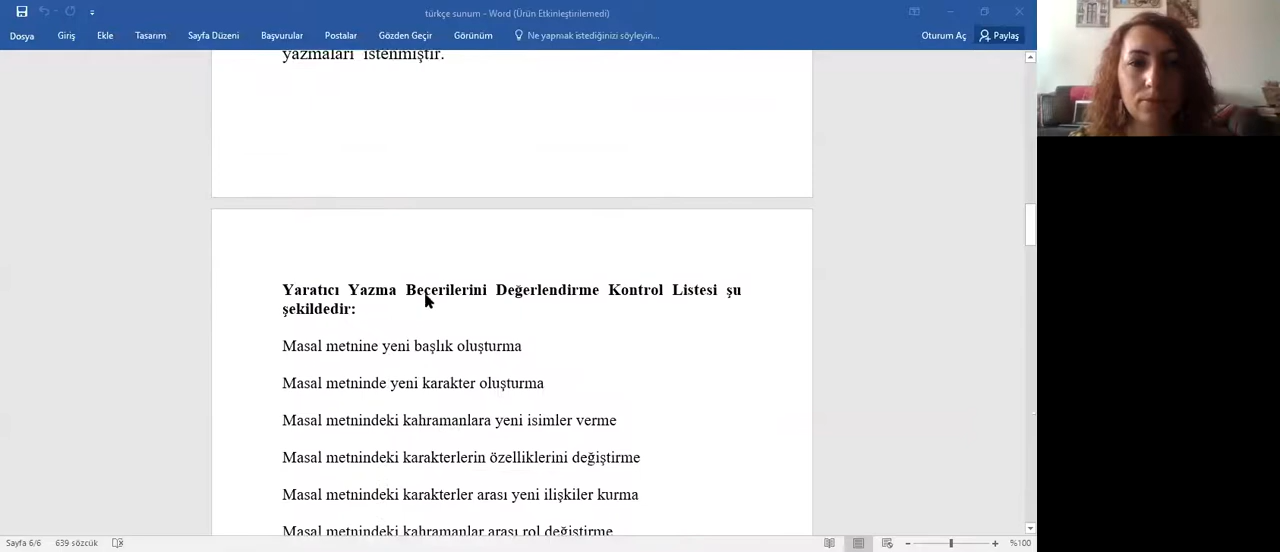 türkçe sunum - Word (Ürün Etkinleştirilemedi)
Dosya Giriş Ekle Tasarım Sayfa Düzeni Başvurular Postalar Gözden Geçir Görünüm Ne yapmak istediğinizi söyleyin... Oturum Aç Paylaş
yazmaları istenmiştir.
Yaratıcı Yazma Becerilerini Değerlendirme Kontrol Listesi şu
şekildedir:
Masal metnine yeni başlık oluşturma
Masal metninde yeni karakter oluşturma
Masal metnindeki kahramanlara yeni isimler verme
Masal metnindeki karakterlerin özelliklerini değiştirme
Masal metnindeki karakterler arası yeni ilişkiler kurma
Masal metnindeki kahramanlar arası rol değiştirme
Sayfa 6/6 639 sözcük %100